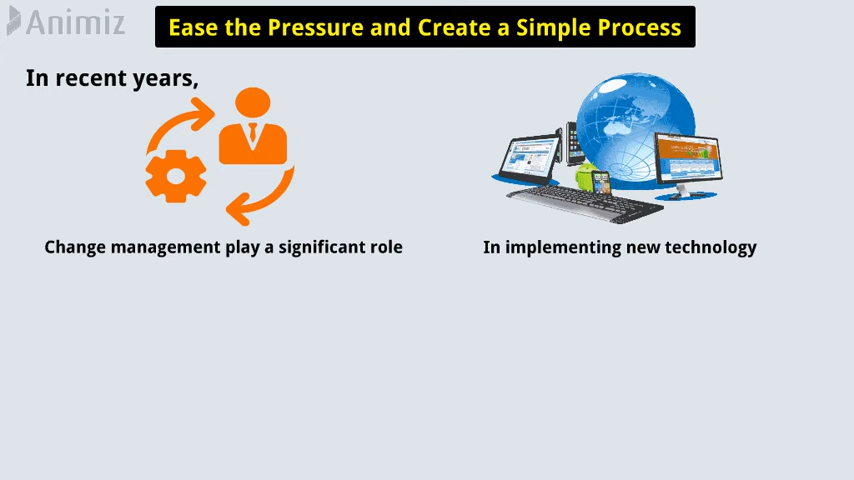 Animiz
Ease the Pressure and Create a Simple Process
In recent years,
Change management play a significant role
In implementing new technology